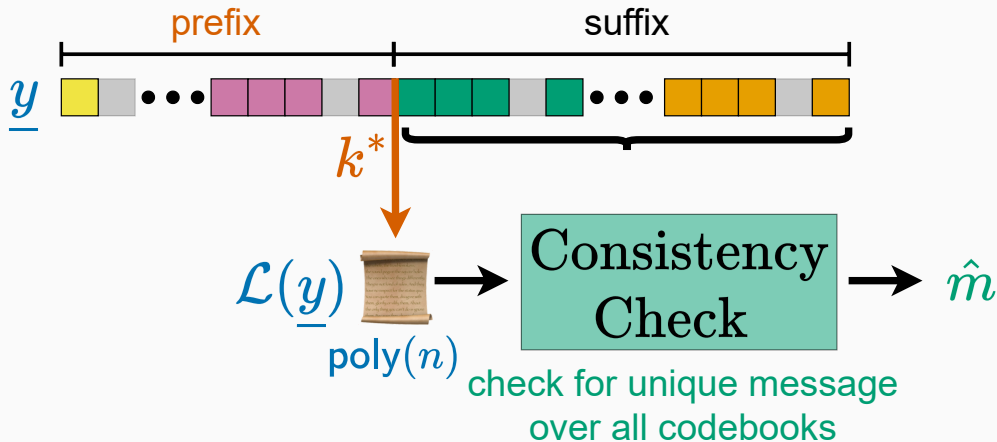 prefix suffix
y
k*
Consistency
Check
ℒ(y)
m̂
poly(n)
check for unique message
over all codebooks